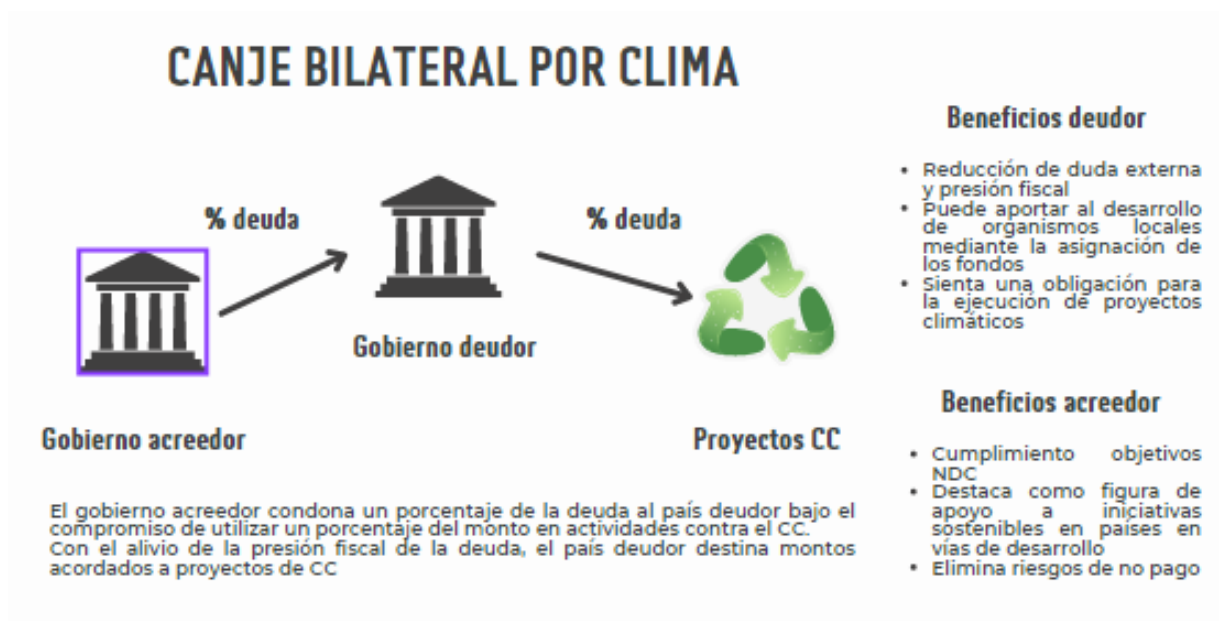 CANJE BILATERAL POR CLIMA
% deuda
% deuda
Gobierno deudor
Gobierno acreedor
Proyectos CC
El gobierno acreedor condona un porcentaje de la deuda al país deudor bajo el
compromiso de utilizar un porcentaje del monto en actividades contra el CC.
Con el alivio de la presión fiscal de la deuda, el país deudor destina montos
acordados a proyectos de CC
Beneficios deudor
• Reducción de duda externa
y presión fiscal
• Puede aportar al desarrollo
de organismos locales
mediante la asignación de
los fondos
• Sienta una obligación para
la ejecución de proyectos
climáticos
Beneficios acreedor
• Cumplimiento objetivos
NDC
• Destaca como figura de
apoyo a iniciativas
sostenibles en países en
vías de desarrollo
• Elimina riesgos de no pago